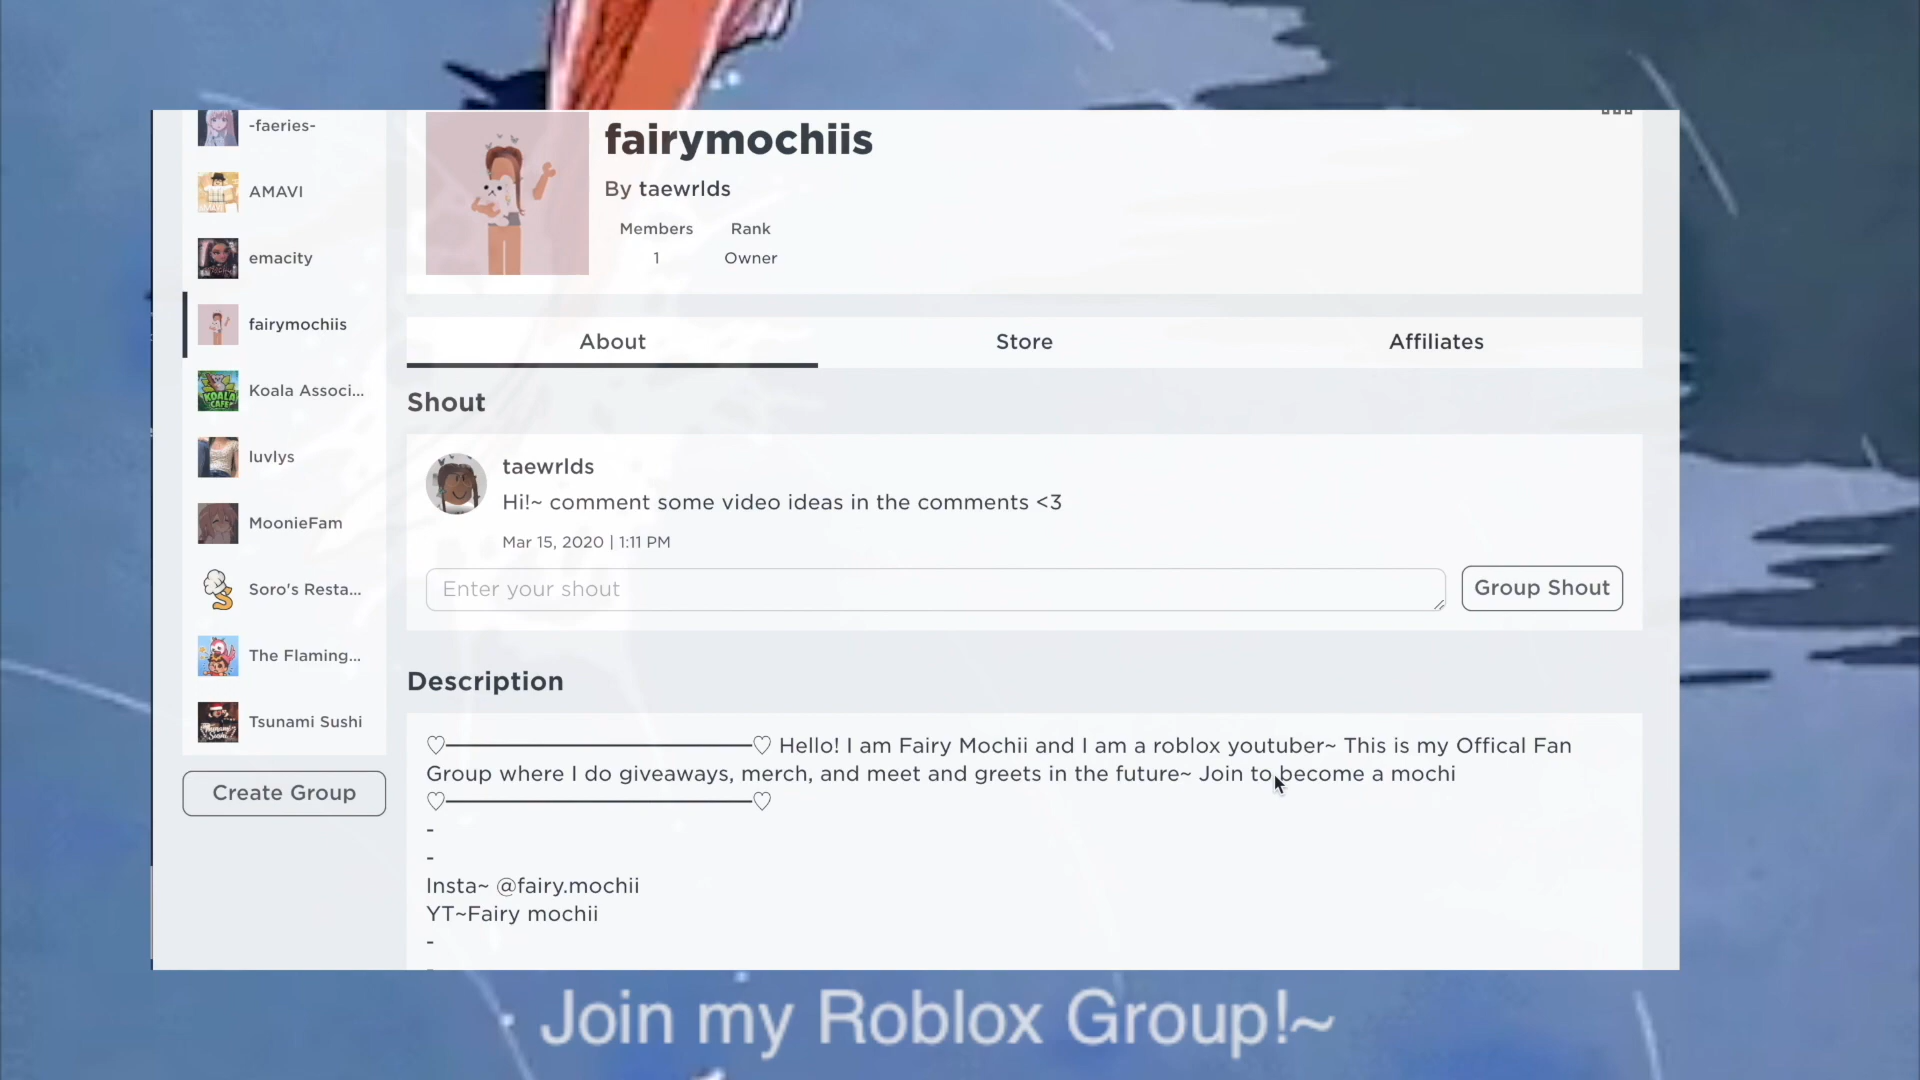 -faeries-
AMAVI
emacity
fairymochiis
Koala Associ...
luvlys
MoonieFam
Soro's Resta...
The Flaming...
Tsunami Sushi
Create Group
fairymochiis
By taewrlds
Members Rank
1 Owner
About Store Affiliates
Shout
taewrlds
Hi!~ comment some video ideas in the comments <3
Mar 15, 2020 | 1:11 PM
Enter your shout
Group Shout
Description
♡────────────────♡ Hello! I am Fairy Mochii and I am a roblox youtuber~ This is my Offical Fan
Group where I do giveaways, merch, and meet and greets in the future~ Join to become a mochi
♡────────────────♡
-
-
Insta~ @fairy.mochii
YT~Fairy mochii
-
-
Join my Roblox Group!~